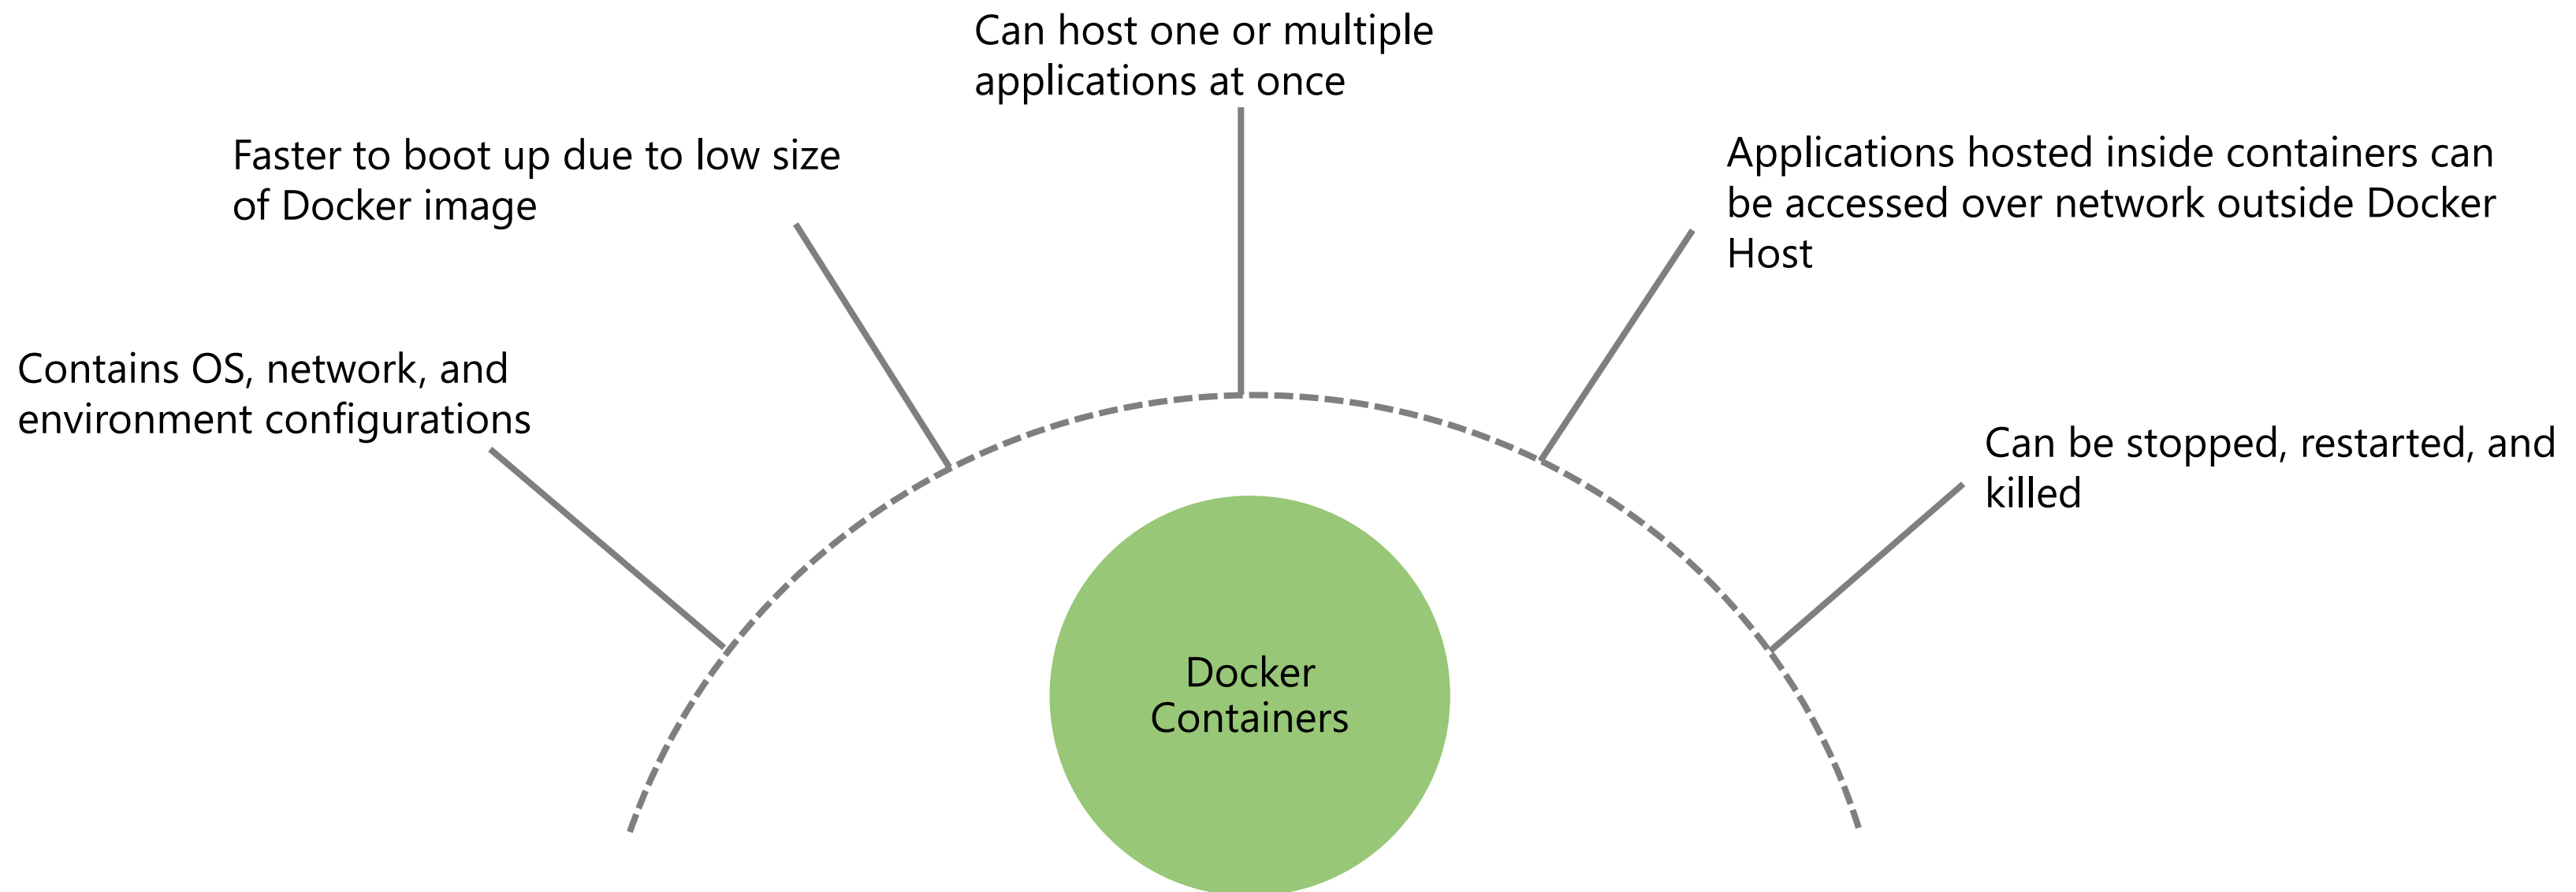 Can host one or multiple
applications at once
Faster to boot up due to low size
of Docker image
Applications hosted inside containers can
be accessed over network outside Docker
Host
Contains OS, network, and
environment configurations
Can be stopped, restarted, and
killed
Docker
Containers